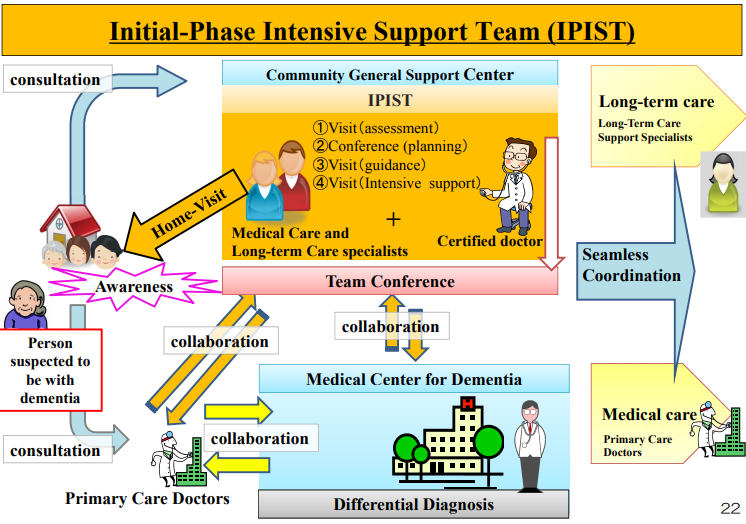 Initial-Phase Intensive Support Team (IPIST)
consultation
Community General Support Center
IPIST
①Visit(assessment)
②Conference (planning)
③Visit(guidance)
④Visit(Intensive support)
Home-Visit
+
Medical Care and
Long-term Care specialists
Certified doctor
Team Conference
Awareness
Person
suspected to
be with
dementia
consultation
collaboration
collaboration
collaboration
Primary Care Doctors
Medical Center for Dementia
H
Differential Diagnosis
Long-term care
Long-Term Care
Support Specialists
Seamless
Coordination
Medical care
Primary Care
Doctors
22